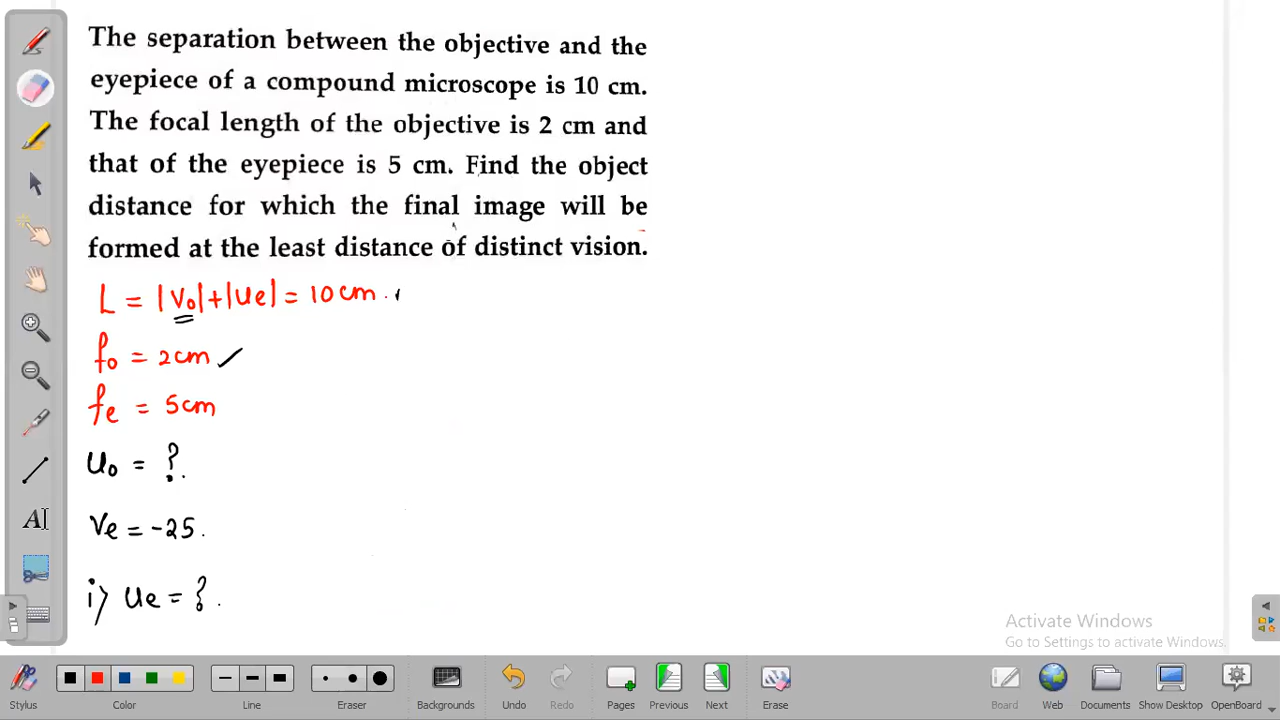 The separation between the objective and the
eyepiece of a compound microscope is 10 cm.
The focal length of the objective is 2 cm and
that of the eyepiece is 5 cm. Find the object
distance for which the final image will be
formed at the least distance of distinct vision.
L = |v₀| + |ue| = 10 cm.
f₀ = 2cm ✓
fe = 5cm
u₀ = ?
Ve = -25.
i) ue = ?.
Activate Windows
Go to Settings to activate Windows.
Stylus
Color
Line
Eraser
Backgrounds
Undo
Redo
Pages
Previous
Next
Erase
Board
Web
Documents
Show Desktop
OpenBoard